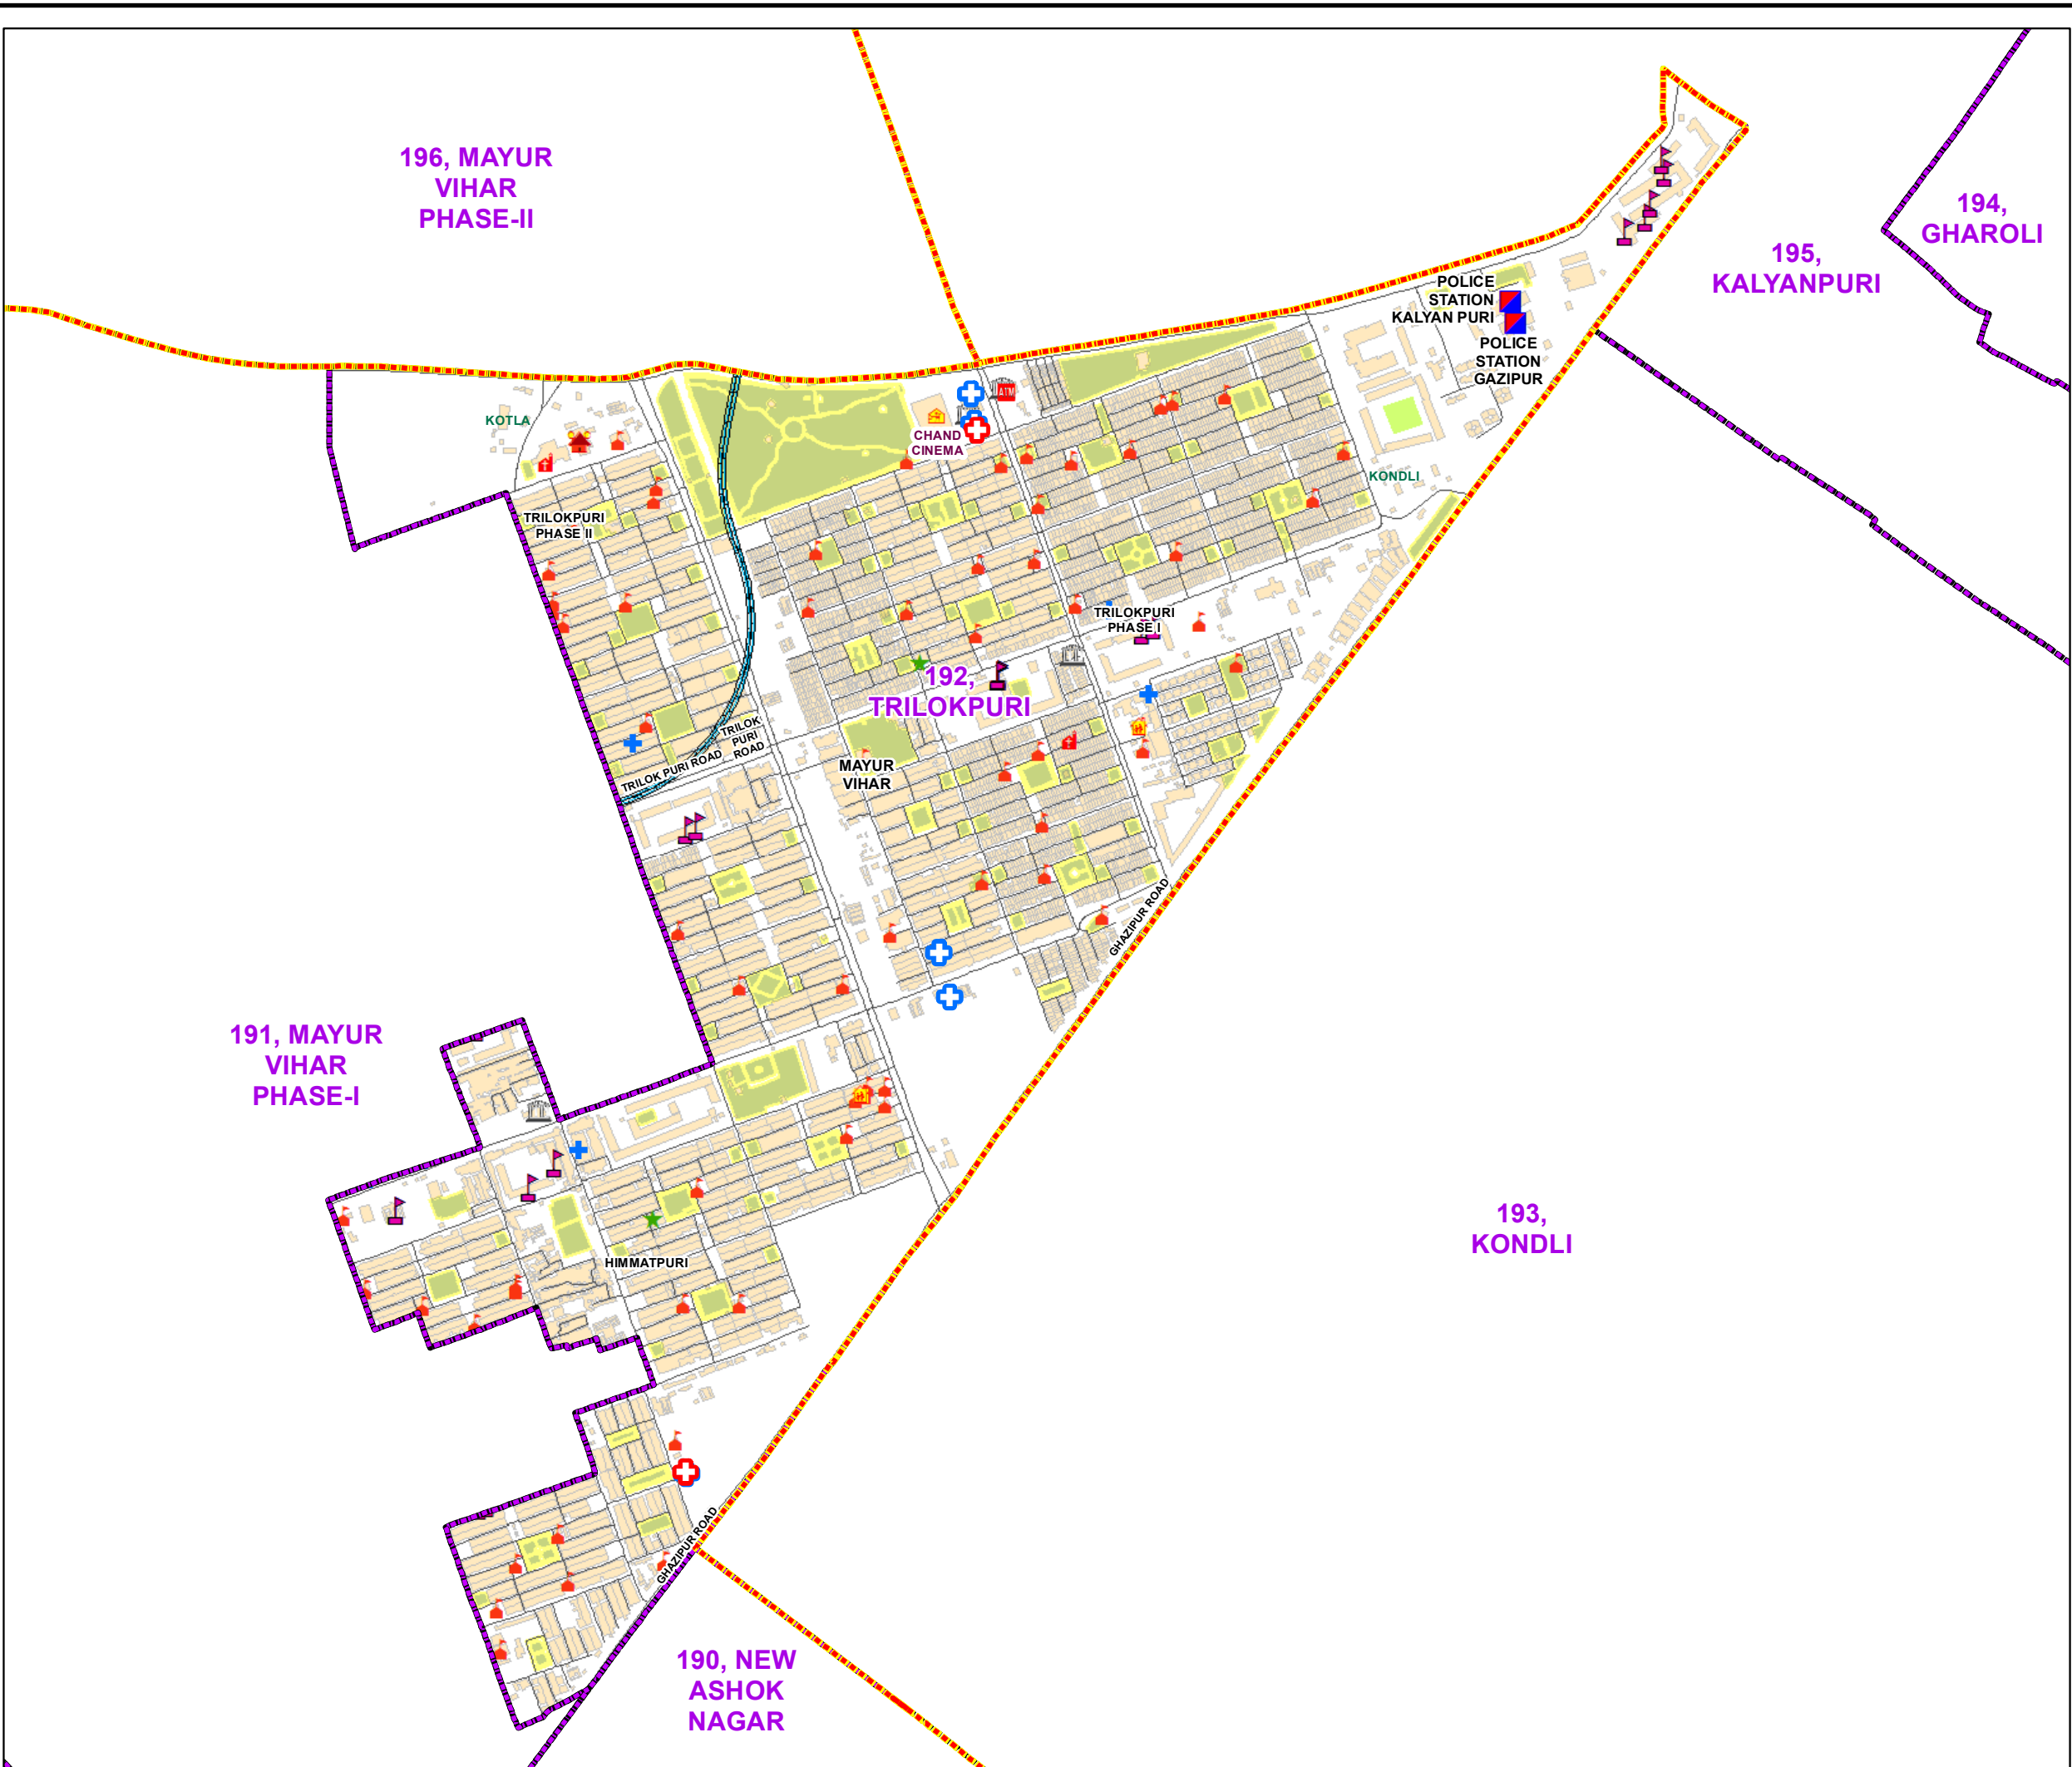 196, MAYUR
VIHAR
PHASE-II
194,
GHAROLI
195,
KALYANPURI
POLICE
STATION
KALYAN PURI
POLICE
STATION
GAZIPUR
KOTLA
ATM
CHAND
CINEMA
KONDLI
TRILOKPURI
PHASE II
TRILOKPURI
PHASE I
192,
TRILOKPURI
TRILOK
PURI
ROAD
TRILOK PURI ROAD
MAYUR
VIHAR
GHAZIPUR ROAD
191, MAYUR
VIHAR
PHASE-I
193,
KONDLI
HIMMATPURI
GHAZIPUR ROAD
190, NEW
ASHOK
NAGAR